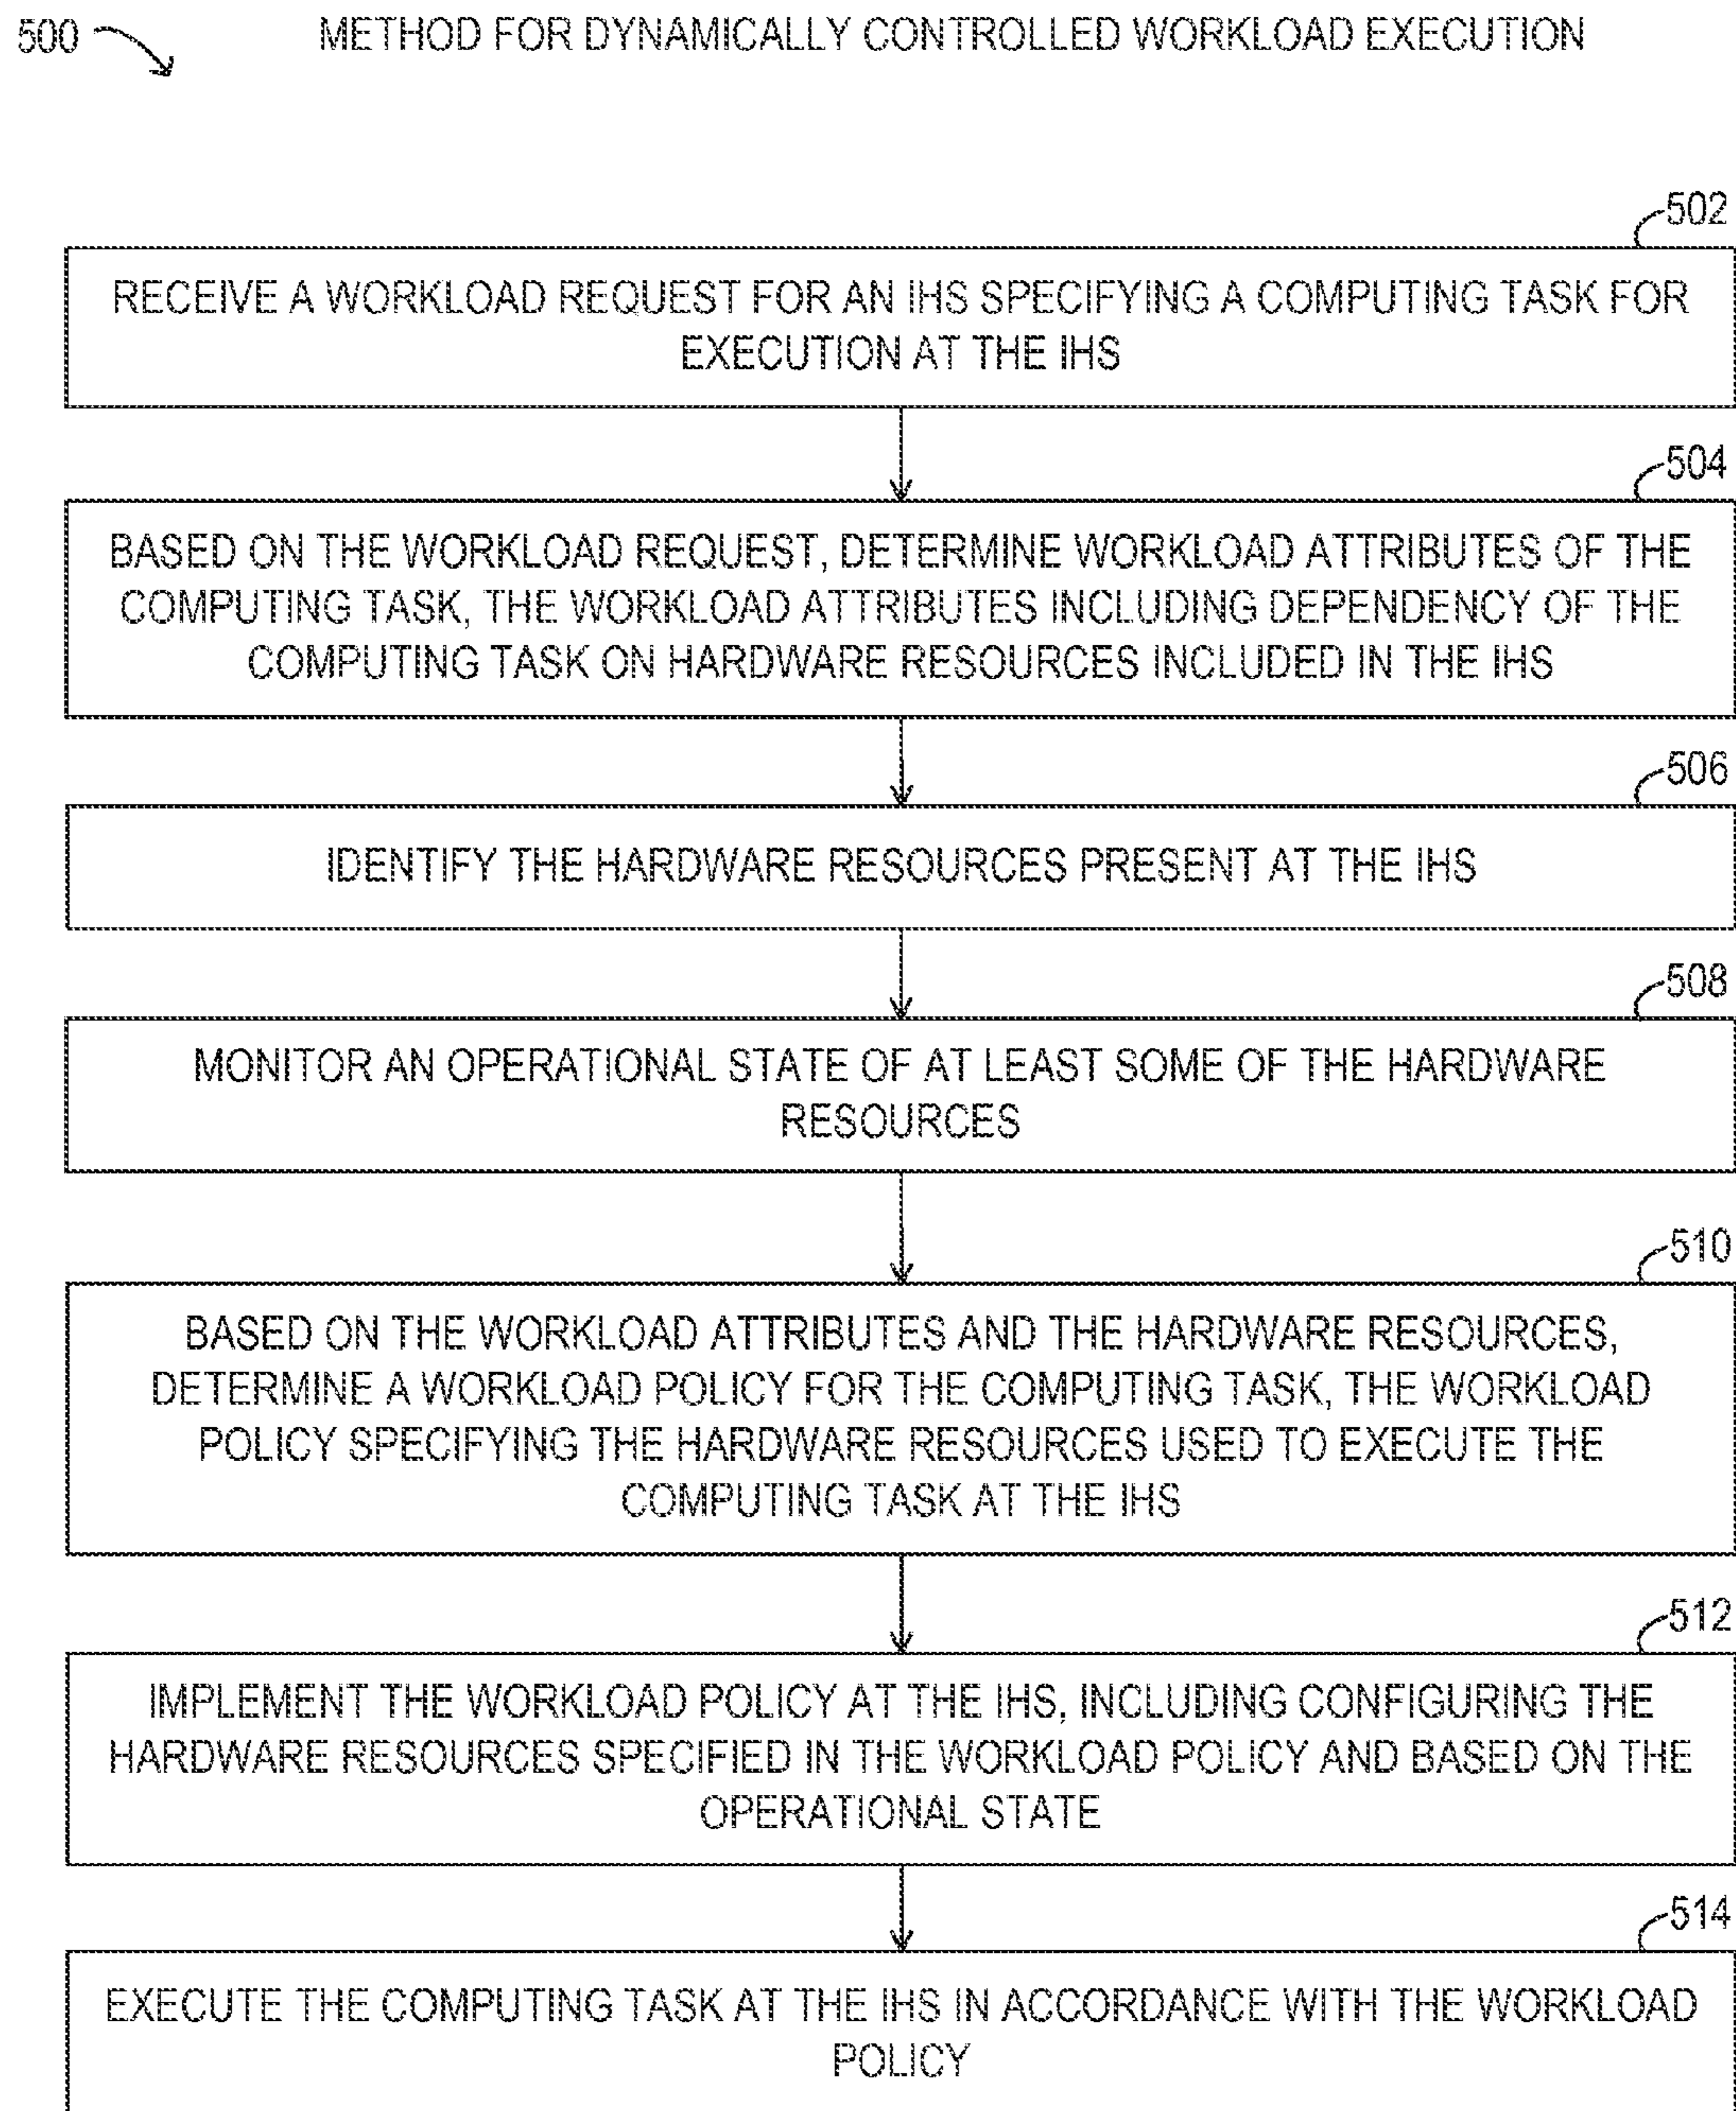 500
METHOD FOR DYNAMICALLY CONTROLLED WORKLOAD EXECUTION
502
RECEIVE A WORKLOAD REQUEST FOR AN IHS SPECIFYING A COMPUTING TASK FOR
EXECUTION AT THE IHS
504
BASED ON THE WORKLOAD REQUEST, DETERMINE WORKLOAD ATTRIBUTES OF THE
COMPUTING TASK, THE WORKLOAD ATTRIBUTES INCLUDING DEPENDENCY OF THE
COMPUTING TASK ON HARDWARE RESOURCES INCLUDED IN THE IHS
506
IDENTIFY THE HARDWARE RESOURCES PRESENT AT THE IHS
508
MONITOR AN OPERATIONAL STATE OF AT LEAST SOME OF THE HARDWARE
RESOURCES
510
BASED ON THE WORKLOAD ATTRIBUTES AND THE HARDWARE RESOURCES,
DETERMINE A WORKLOAD POLICY FOR THE COMPUTING TASK, THE WORKLOAD
POLICY SPECIFYING THE HARDWARE RESOURCES USED TO EXECUTE THE
COMPUTING TASK AT THE IHS
512
IMPLEMENT THE WORKLOAD POLICY AT THE IHS, INCLUDING CONFIGURING THE
HARDWARE RESOURCES SPECIFIED IN THE WORKLOAD POLICY AND BASED ON THE
OPERATIONAL STATE
514
EXECUTE THE COMPUTING TASK AT THE IHS IN ACCORDANCE WITH THE WORKLOAD
POLICY